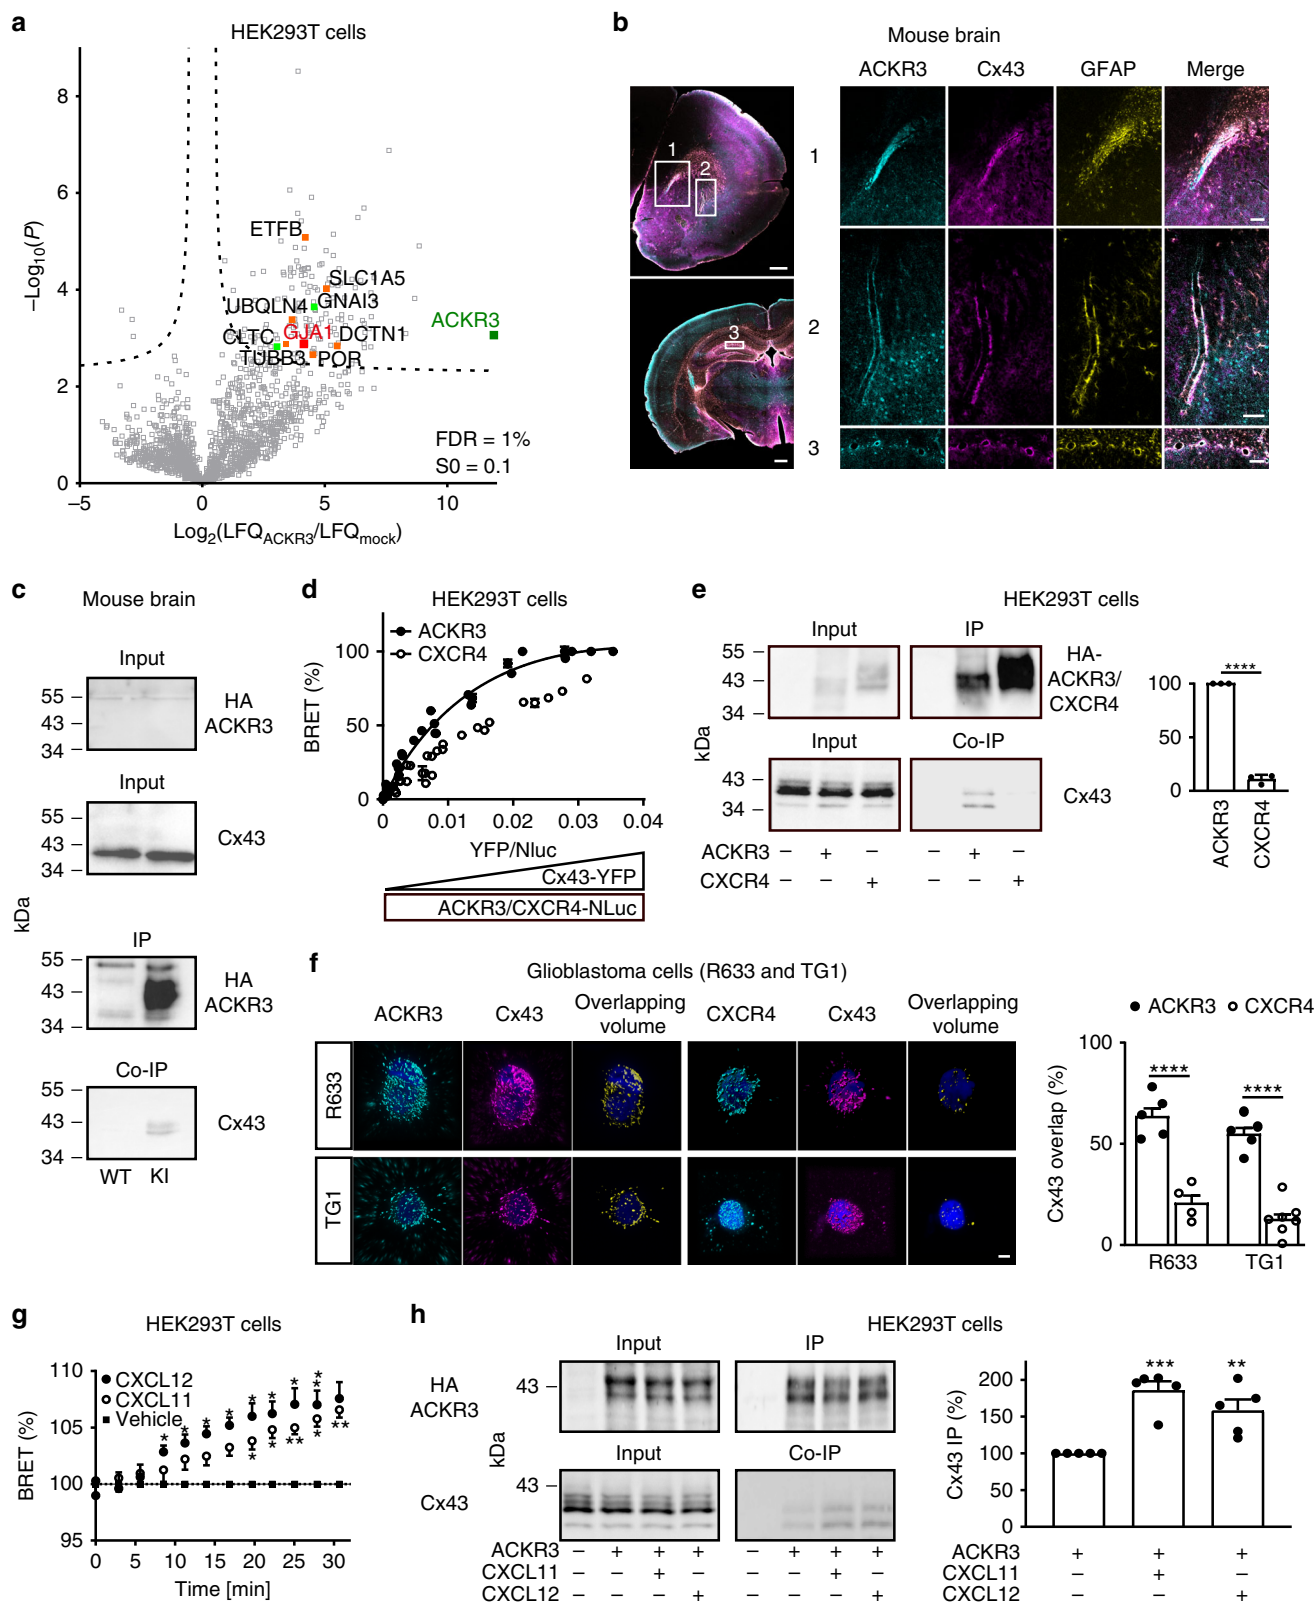 a
HEK293T cells
–Log10(P)
8
6
4
2
0
ETFB
SLC1A5
UBQLN4
GNAI3
ACKR3
CLTC
GJA1
DCTN1
TUBB3
POR
FDR = 1%
S0 = 0.1
–5
0
5
10
Log2(LFQACKR3/LFQmock)
b
Mouse brain
ACKR3 Cx43 GFAP Merge
1
2
3
1
2
3
c
Mouse brain
Input
55 –
43 –
34 –
HA
ACKR3
Input
55 –
43 –
34 –
Cx43
kDa
IP
55 –
43 –
34 –
HA
ACKR3
Co-IP
55 –
43 –
34 –
Cx43
WT KI
d
HEK293T cells
ACKR3
CXCR4
BRET (%)
100
50
0
0 0.01 0.02 0.03 0.04
YFP/Nluc
Cx43-YFP
ACKR3/CXCR4-NLuc
e
HEK293T cells
Input IP
55 –
43 –
34 –
HA-
ACKR3/
CXCR4
kDa
Input Co-IP
43 –
34 –
Cx43
ACKR3 – + – – + –
CXCR4 – – + – – +
****
100
50
0
ACKR3
CXCR4
f
Glioblastoma cells (R633 and TG1)
ACKR3 Cx43 Overlapping volume CXCR4 Cx43 Overlapping volume
R633
TG1
ACKR3 CXCR4
Cx43 overlap (%)
100
50
0
****
****
R633 TG1
g
HEK293T cells
BRET (%)
110
105
100
95
CXCL12
CXCL11
Vehicle
* * * * * * * * *
* * ** * **
0 5 10 15 20 25 30
Time [min]
h
HEK293T cells
Input IP
HA
ACKR3
43 –
kDa
Input Co-IP
Cx43
43 –
ACKR3 – + + + – + + +
CXCL11 – – + – – – + –
CXCL12 – – – + – – – +
Cx43 IP (%)
200
150
100
50
0
***
**
ACKR3 + + +
CXCL11 – + –
CXCL12 – – +